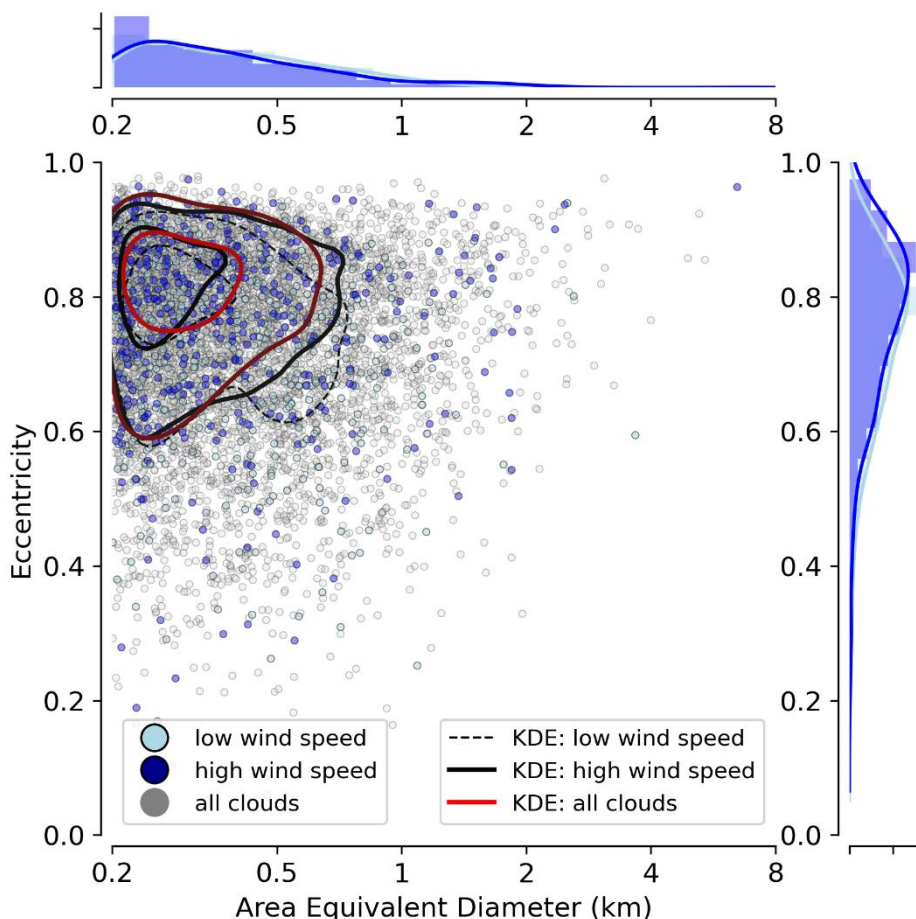 0.2 0.5 1 2 4 8
1.0
0.8
0.6
0.4
0.2
0.0
Eccentricity
low wind speed
high wind speed
all clouds
KDE: low wind speed
KDE: high wind speed
KDE: all clouds
1.0
0.8
0.6
0.4
0.2
0.0
0.2 0.5 1 2 4 8
Area Equivalent Diameter (km)